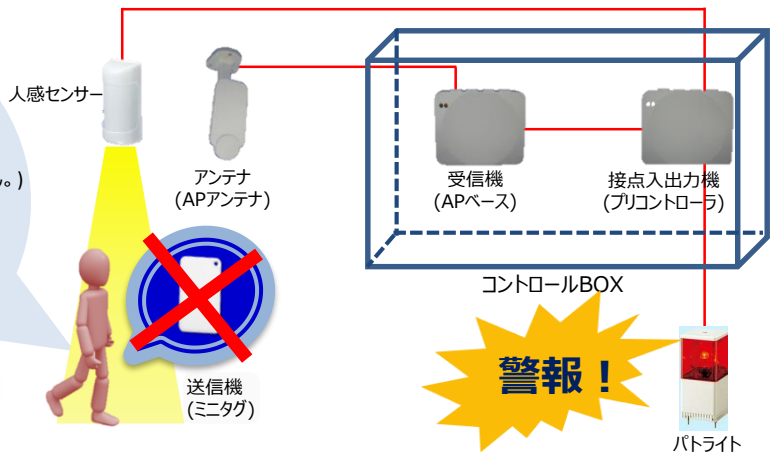 人感センサー
アンテナ
(APアンテナ)
受信機
(APベース)
接点入出力機
(プリコントローラ)
コントロールBOX
。)
送信機
(ミニタグ)
警報！
パトライト